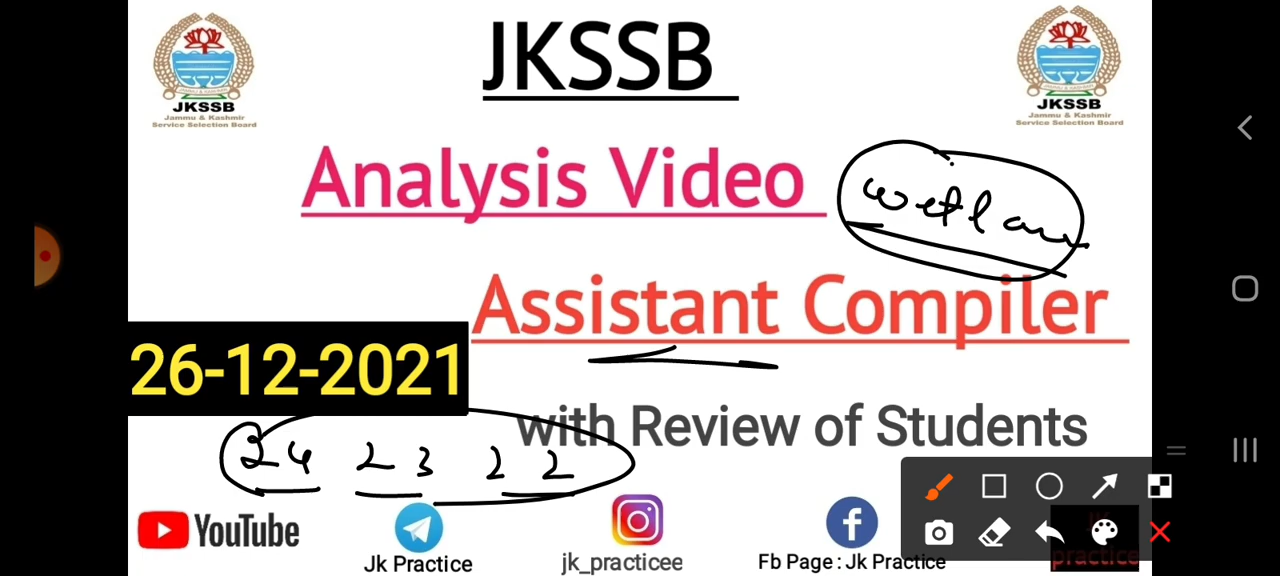 JKSSB
JKSSB
Jammu & Kashmir
Service Selection Board
JKSSB
Jammu & Kashmir
Service Selection Board
Analysis Video
Assistant Compiler
26-12-2021
with Review of Students
24 23 22
YouTube
Jk Practice
jk_practicee
Fb Page : Jk Practice
practice